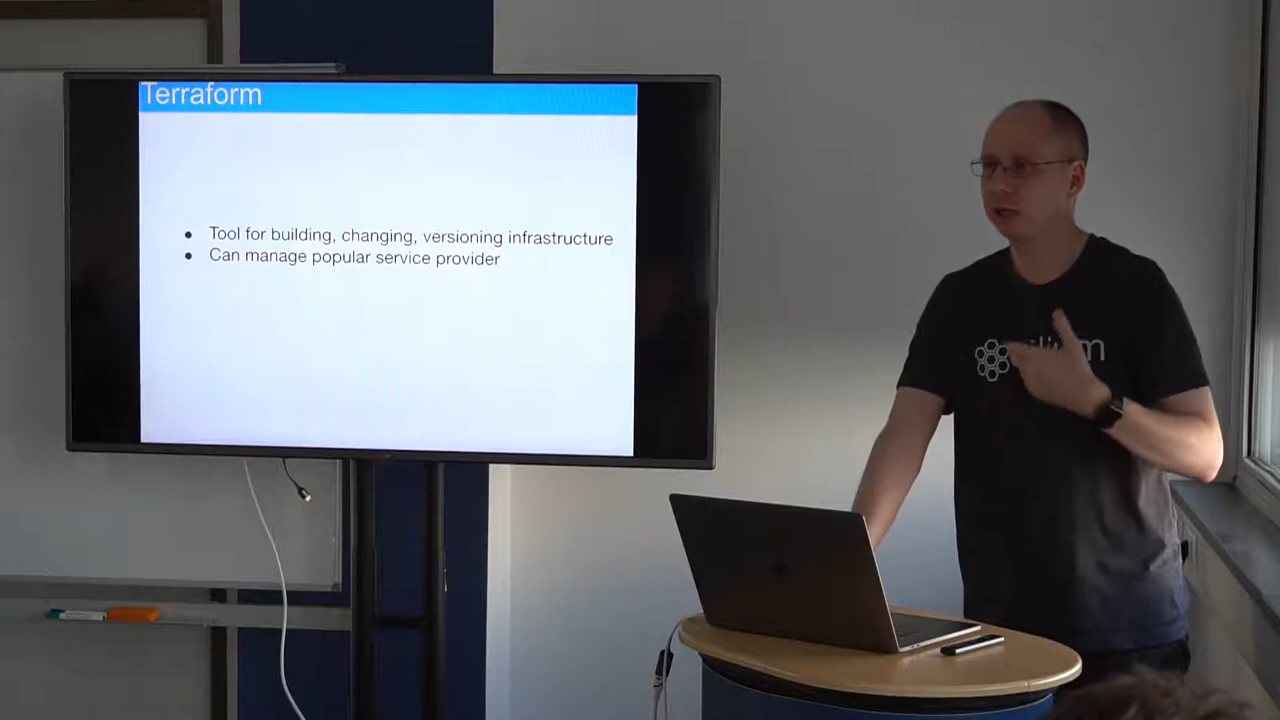 Terraform
● Tool for building, changing, versioning infrastructure
● Can manage popular service provider